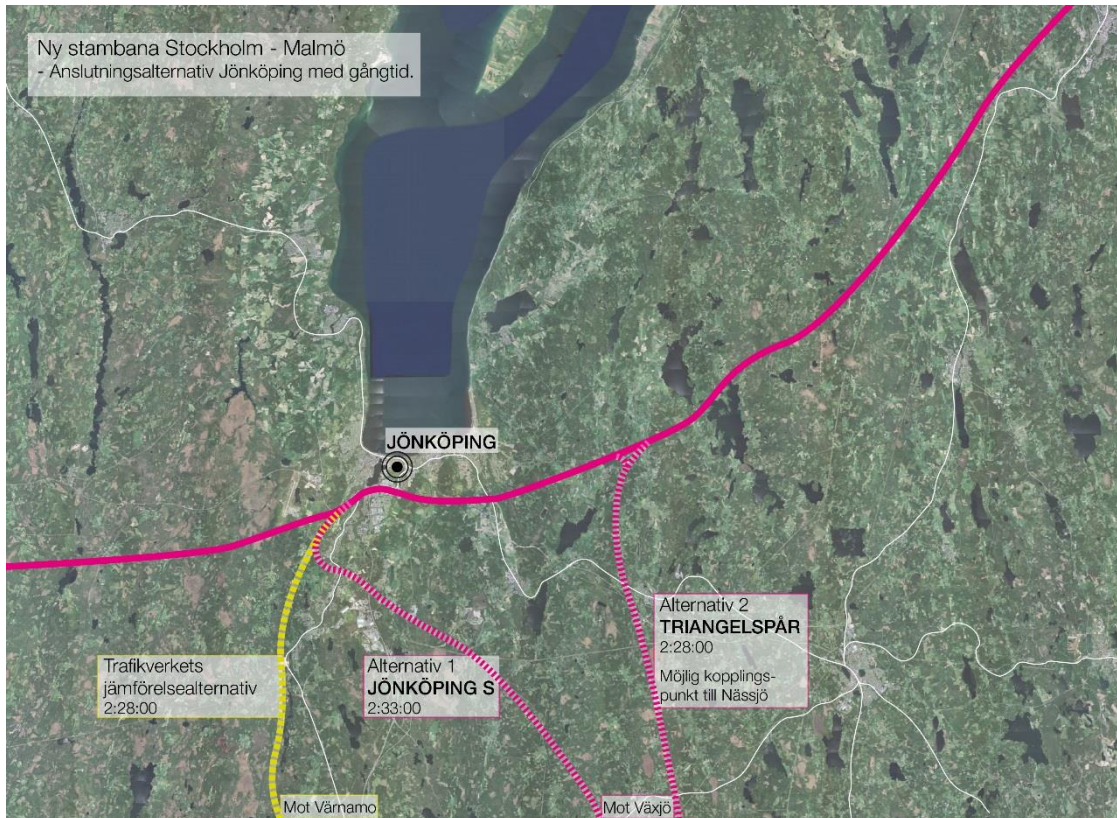 Ny stambana Stockholm - Malmö
- Anslutningsalternativ Jönköping med gångtid.
JÖNKÖPING
Trafikverkets
jämförelsealternativ
2:28:00
Alternativ 1
JÖNKÖPING S
2:33:00
Alternativ 2
TRIANGELSPÅR
2:28:00
Möjlig kopplings-
punkt till Nässjö
Mot Värnamo
Mot Växjö